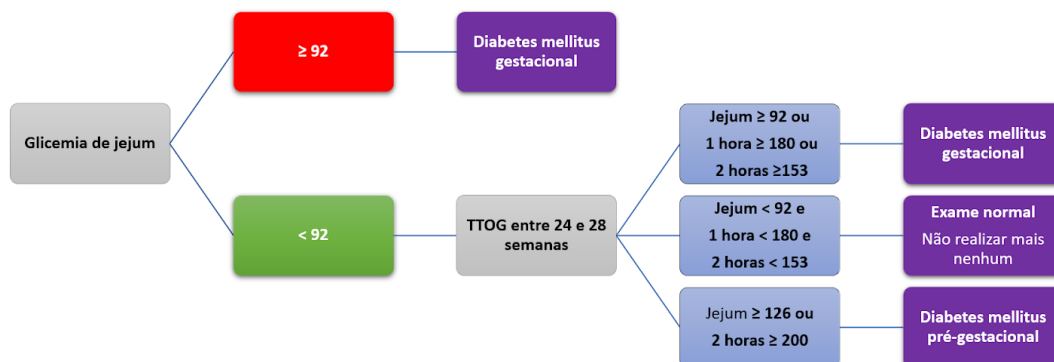 Glicemia de jejum
≥ 92
Diabetes mellitus
gestacional
< 92
TTOG entre 24 e 28
semanas
Jejum ≥ 92 ou
1 hora ≥ 180 ou
2 horas ≥153
Diabetes mellitus
gestacional
Jejum < 92 e
1 hora < 180 e
2 horas < 153
Exame normal
Não realizar mais
nenhum
Jejum ≥ 126 ou
2 horas ≥ 200
Diabetes mellitus
pré-gestacional